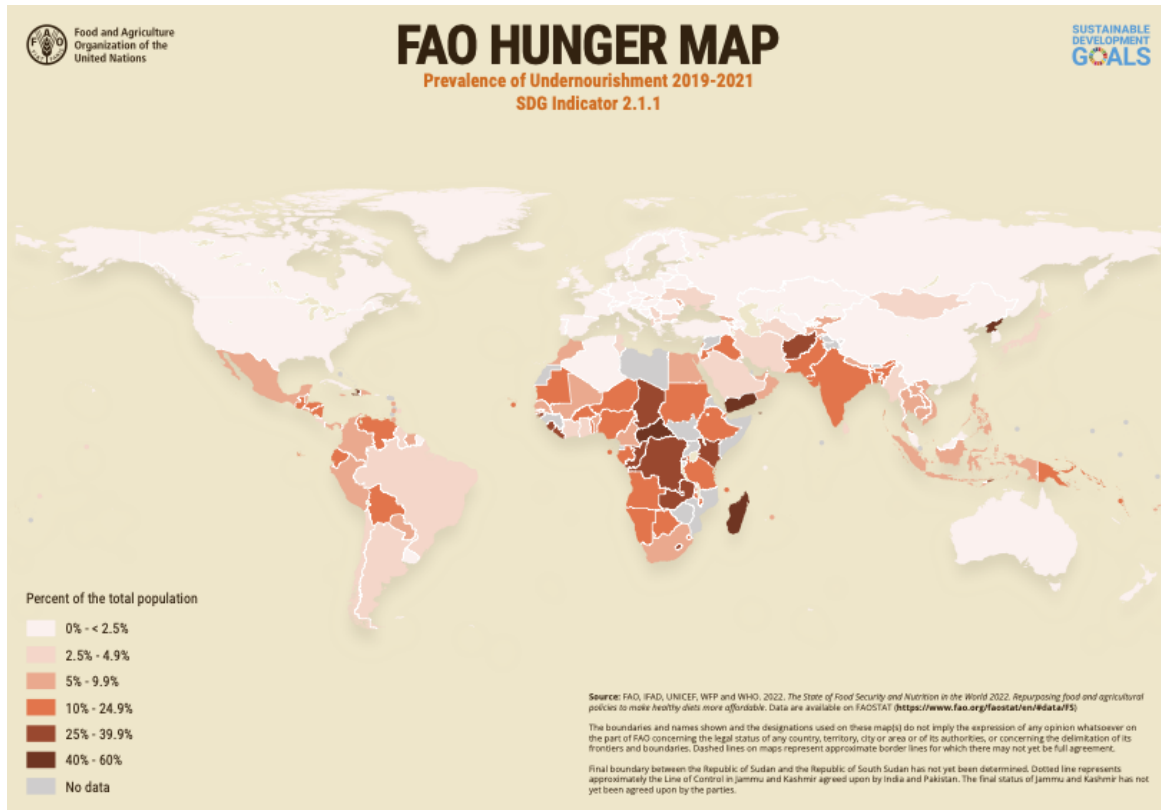 Food and Agriculture
Organization of the
United Nations
FAO HUNGER MAP
Prevalence of Undernourishment 2019-2021
SDG Indicator 2.1.1
SUSTAINABLE
DEVELOPMENT
GOALS
Percent of the total population
0% - < 2.5%
2.5% - 4.9%
5% - 9.9%
10% - 24.9%
25% - 39.9%
40% - 60%
No data
Source: FAO, IFAD, UNICEF, WFP and WHO. 2022. The State of Food Security and Nutrition in the World 2022. Repurposing food and agricultural
policies to make healthy diets more affordable. Data are available on FAOSTAT (https://www.fao.org/faostat/en/#data/FS)
The boundaries and names shown and the designations used on these map(s) do not imply the expression of any opinion whatsoever on
the part of FAO concerning the legal status of any country, territory, city or area or of its authorities, or concerning the delimitation of its
frontiers and boundaries. Dashed lines on maps represent approximate border lines for which there may not yet be full agreement.
Final boundary between the Republic of Sudan and the Republic of South Sudan has not yet been determined. Dotted line represents
approximately the Line of Control in Jammu and Kashmir agreed upon by India and Pakistan. The final status of Jammu and Kashmir has not
yet been agreed upon by the parties.